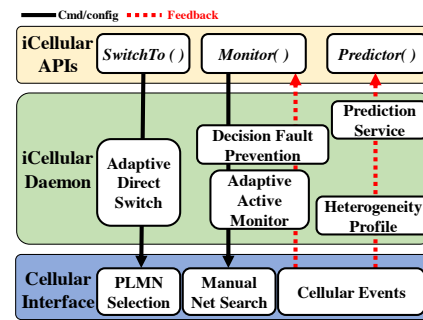 Cmd/config Feedback
iCellular
APIs
SwitchTo ( )
Monitor( )
Predictor( )
iCellular
Daemon
Adaptive
Direct
Switch
Decision Fault
Prevention
Adaptive
Active
Monitor
Prediction
Service
Heterogeneity
Profile
Cellular
Interface
PLMN
Selection
Manual
Net Search
Cellular Events